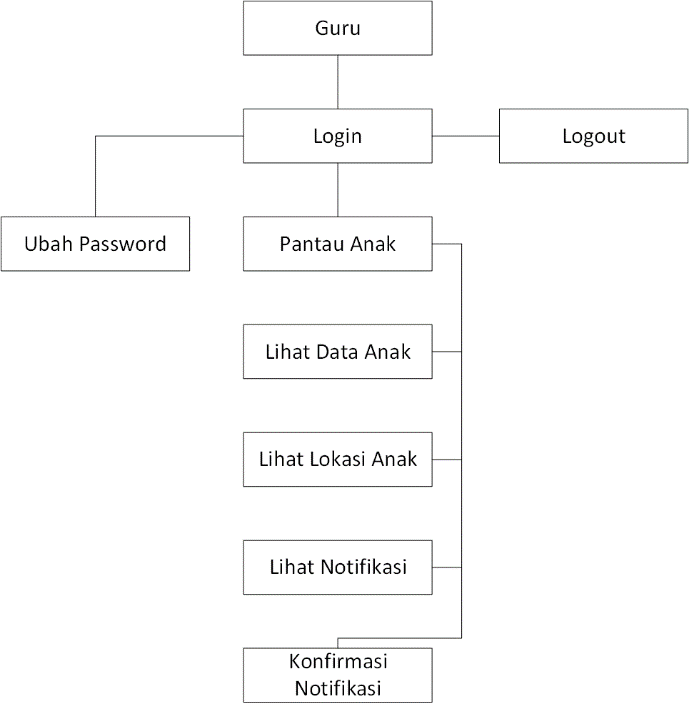 Guru
Login
Logout
Ubah Password
Pantau Anak
Lihat Data Anak
Lihat Lokasi Anak
Lihat Notifikasi
Konfirmasi
Notifikasi